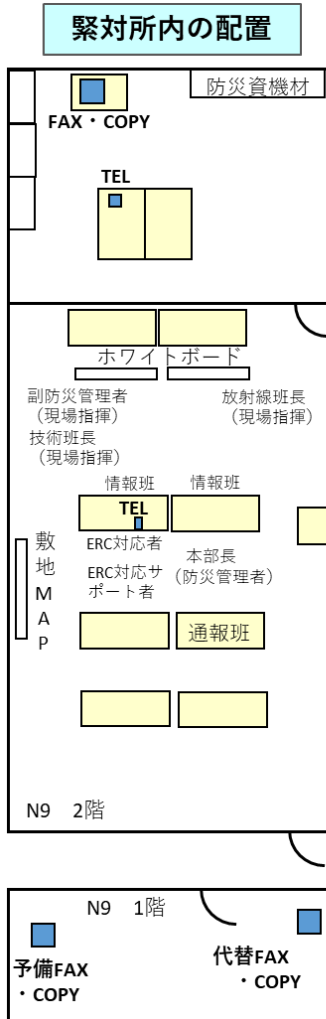 緊対所内の配置
防災資機材
FAX・COPY
TEL
ホワイトボード
副防災管理者
（現場指揮）
技術班長
（現場指揮）
放射線班長
（現場指揮）
情報班
情報班
TEL
ERC対応者
ERC対応サ
ポート者
本部長
（防災管理者）
敷地MAP
通報班
N9 2階
N9 1階
予備FAX
・COPY
代替FAX
・COPY